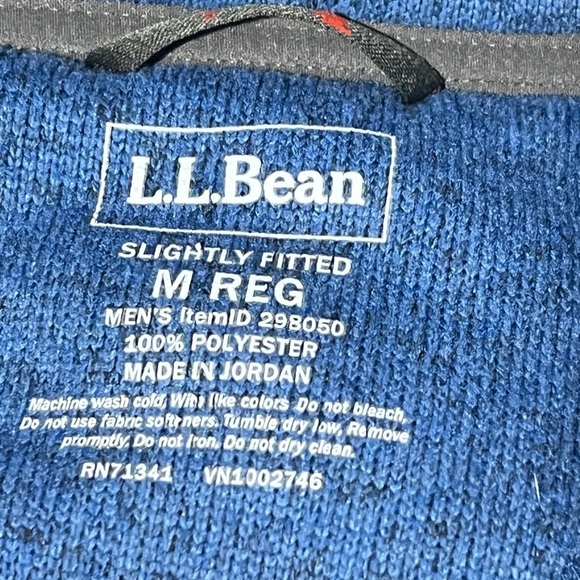 L.L.Bean
SLIGHTLY FITTED
M REG
MEN'S ItemID 298050
100% POLYESTER
MADE IN JORDAN
Machine wash cold, With like colors. Do not bleach,
Do not use fabric softners. Tumble dry low, Remove
promptly. Do not iron. Do not dry clean.
RN71341 VN1002746